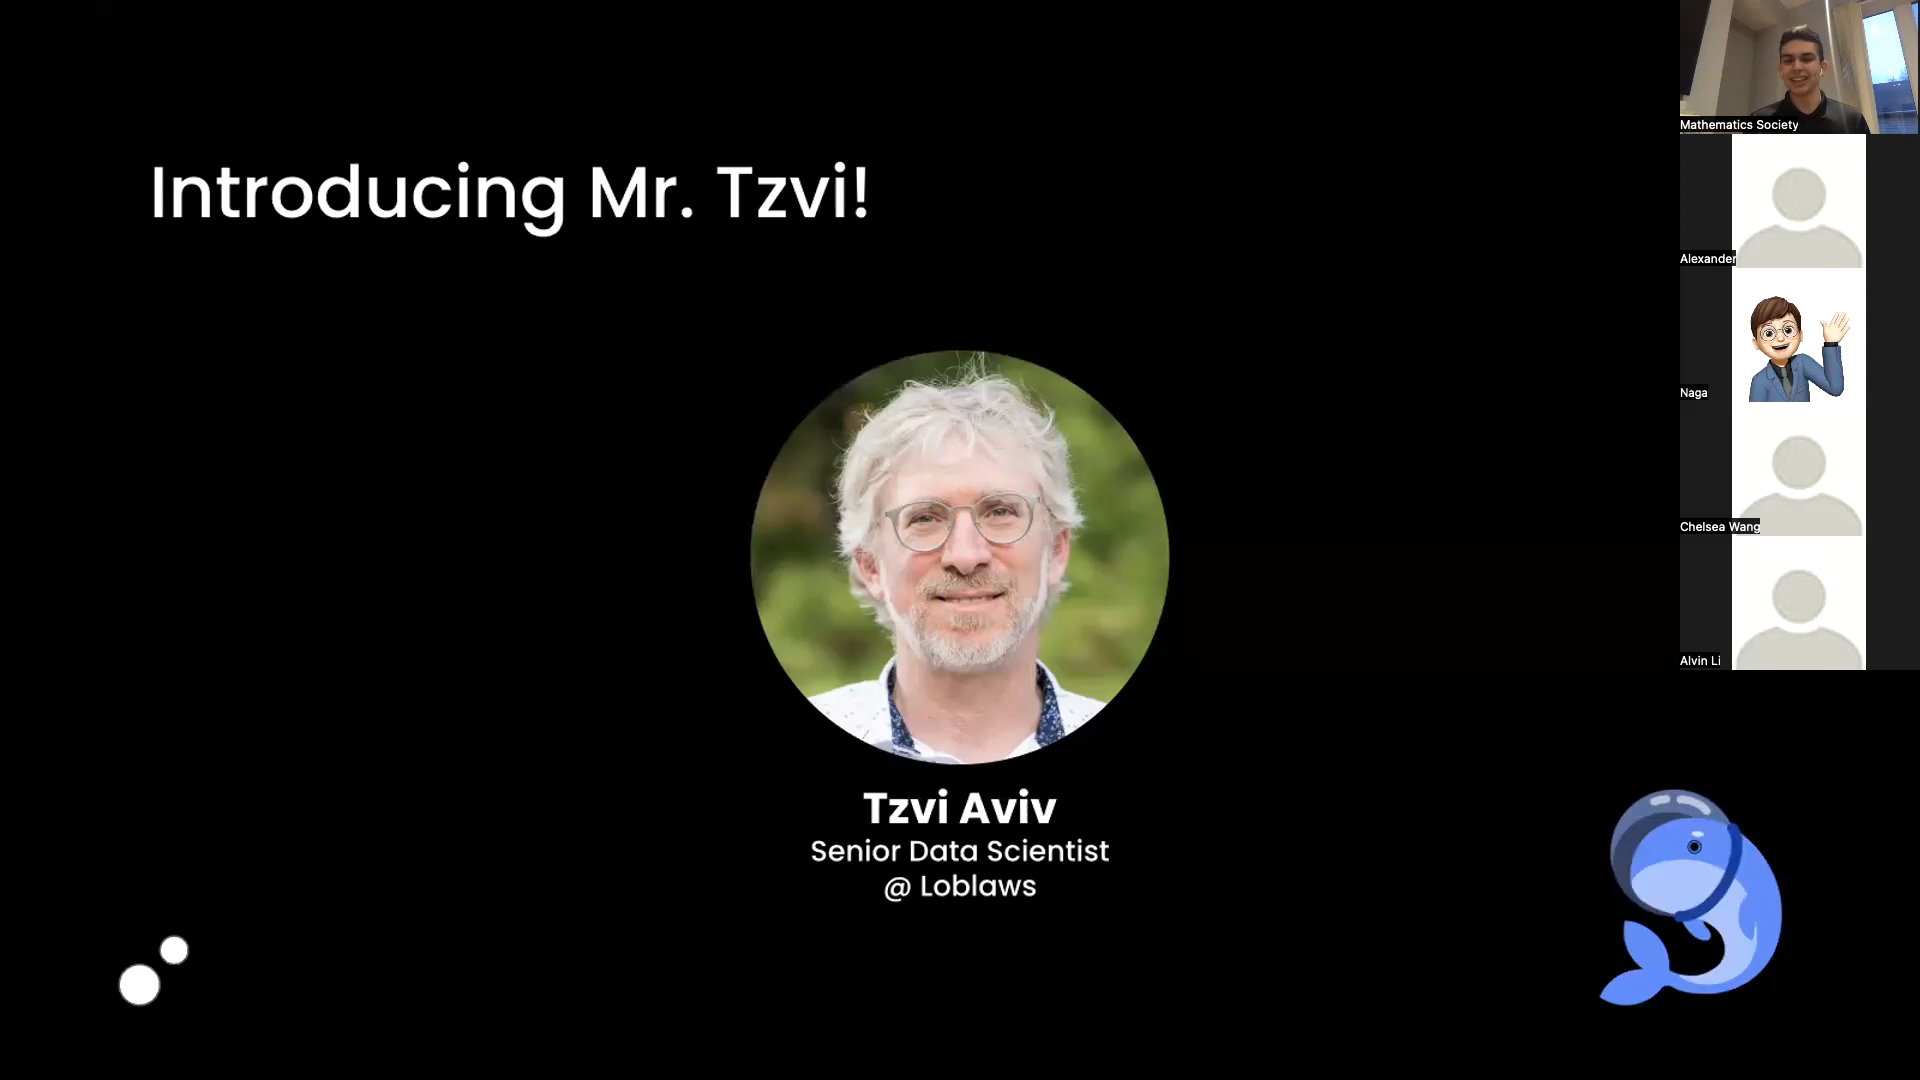 Introducing Mr. Tzvi!
Tzvi Aviv
Senior Data Scientist
@ Loblaws
Mathematics Society
Alexander
Naga
Chelsea Wang
Alvin Li